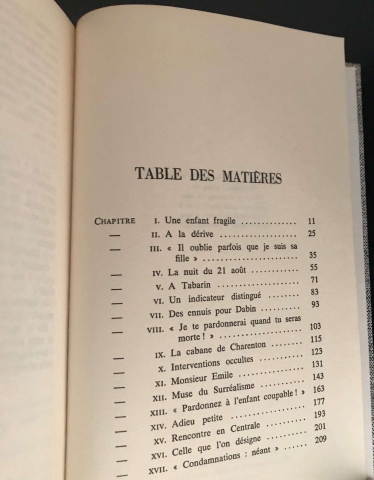 TABLE DES MATIÈRES
CHAPITRE I. Une enfant fragile ............... 11
— II. A la dérive ..................... 25
— III. « Il oublie parfois que je suis sa
fille » ......................... 35
— IV. La nuit du 21 août ............. 55
— V. A Tabarin ....................... 71
— VI. Un indicateur distingué ......... 83
— VII. Des ennuis pour Dabin .......... 93
— VIII. « Je te pardonnerai quand tu seras
morte ! » ....................... 103
— IX. La cabane de Charenton ......... 115
— X. Interventions occultes .......... 123
— XI. Monsieur Emile .................. 131
— XII. Muse du Surréalisme ............ 143
— XIII. « Pardonnez à l'enfant coupable ! » 163
— XIV. Adieu petite .................... 177
— XV. Rencontre en Centrale .......... 193
— XVI. Celle que l'on désigne ......... 201
— XVII. « Condamnations : néant » ...... 209